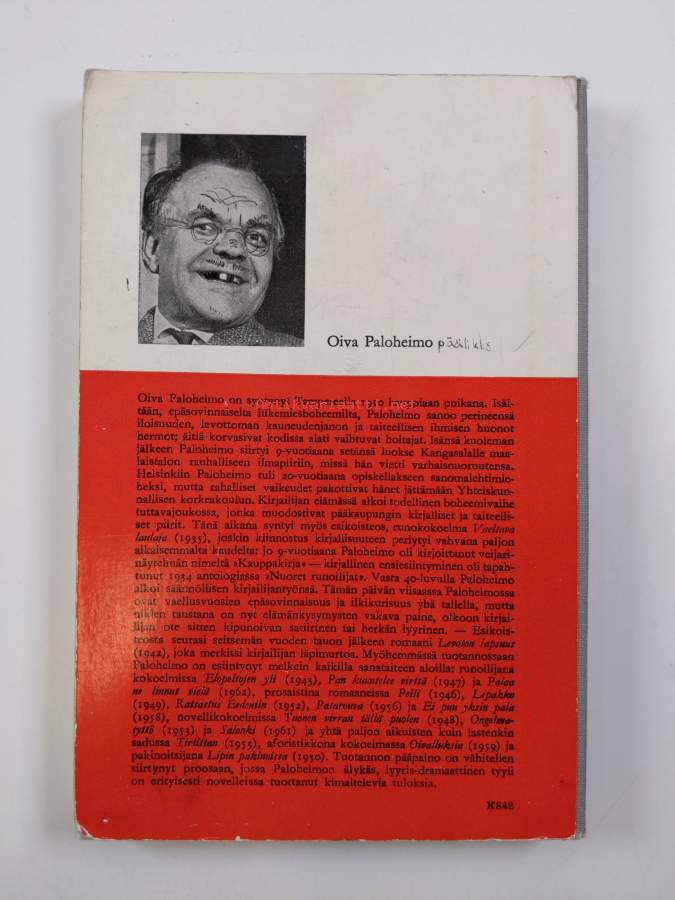 Oiva Paloheimo
Oiva Paloheimo on syntynyt Tampereella 1910 kauppiaan poikana. Isäl-
tään, epäsovinnaiselta liikemiesboheemilta, Paloheimo sanoo perineensä
iloisuuden, levottoman kauneudenjanon ja taiteellisen ihmisen huonot
hermot; äitiä korvasivat kodissa alati vaihtuvat hoitajat. Isänsä kuoleman
jälkeen Paloheimo siirtyi 9-vuotiaana setänsä luokse Kangasalalle maa-
laistalon rauhalliseen ilmapiiriin, missä hän vietti varhaisnuoruutensa.
Helsinkiin Paloheimo tuli 20-vuotiaana opiskellakseen sanomalehtimie-
heksi, mutta rahalliset vaikeudet pakottivat hänet jättämään Yhteiskun-
nallisen korkeakoulun. Kirjailijan elämässä alkoi todellinen boheemivaihe
tuttavajoukossa, jonka muodostivat pääkaupungin kirjalliset ja taiteelli-
set piirit. Tänä aikana syntyi myös esikoisteos, runokokoelma Vaeltava
laulaja (1935), joskin kiinnostus kirjallisuuteen periytyi vahvana paljon
aikaisemmalta kaudelta: jo 9-vuotiaana Paloheimo oli kirjoittanut veijari-
näytelmän nimeltä »Kauppakirja» — kirjallinen ensiesiintyminen oli tapah-
tunut 1934 antologiassa »Nuoret runoilijat». Vasta 40-luvulla Paloheimo
alkoi säännöllisen kirjailijantyönsä. Tämän päivän viisaassa Paloheimossa
ovat vaellusvuosien epäsovinnaisuus ja ilkikurisuus yhä tallella, mutta
niiden taustana on nyt elämänkysymysten vakava paine, olkoon kirjai-
lijan ote sitten kipunoivan satiirinen tai herkän lyyrinen. — Esikois-
teosta seurasi seitsemän vuoden tauon jälkeen romaani Levoton lapsuus
(1942), joka merkitsi kirjailijan läpimurtoa. Myöhemmässä tuotannossaan
Paloheimo on esiintynyt melkein kaikilla sanataiteen aloilla: runoilijana
kokoelmissa Elopeltojen yli (1943), Pan kuuntelee virttä (1947) ja Palaa
ne linnut vielä (1962), prosaistina romaaneissa Peili (1946), Lepakko
(1949), Ratsastus Eedeniin (1952), Patarouva (1956) ja Ei puu yksin pala
(1958), novellikokoelmissa Tuonen virran tällä puolen (1948), Ongelma-
tyttö (1953) ja Salonki (1961) ja yhtä paljon aikuisten kuin lastenkin
sadussa Tirlittan (1953), aforistikkona kokoelmassa Oivalluksia (1959) ja
pakinoitsijana Lipin pakinoita (1950). Tuotannon pääpaino on vähitellen
siirtynyt proosaan, jossa Paloheimon älykäs, lyyris-dramaattinen tyyli
on erityisesti novelleissa tuottanut kimaltelevia tuloksia.
K842